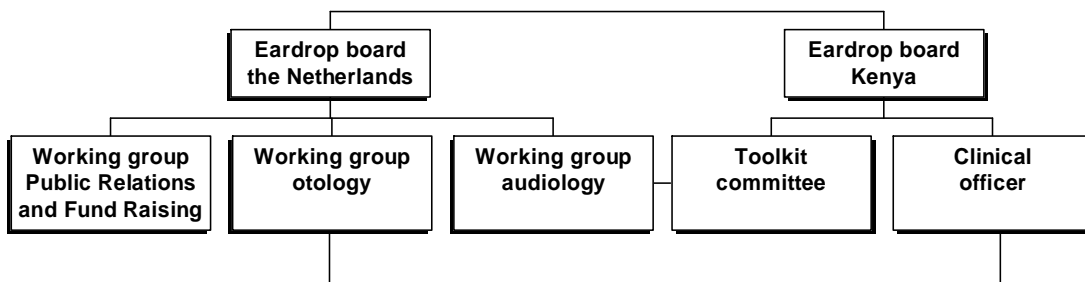 Eardrop board
the Netherlands
Eardrop board
Kenya
Working group
Public Relations
and Fund Raising
Working group
otology
Working group
audiology
Toolkit
committee
Clinical
officer